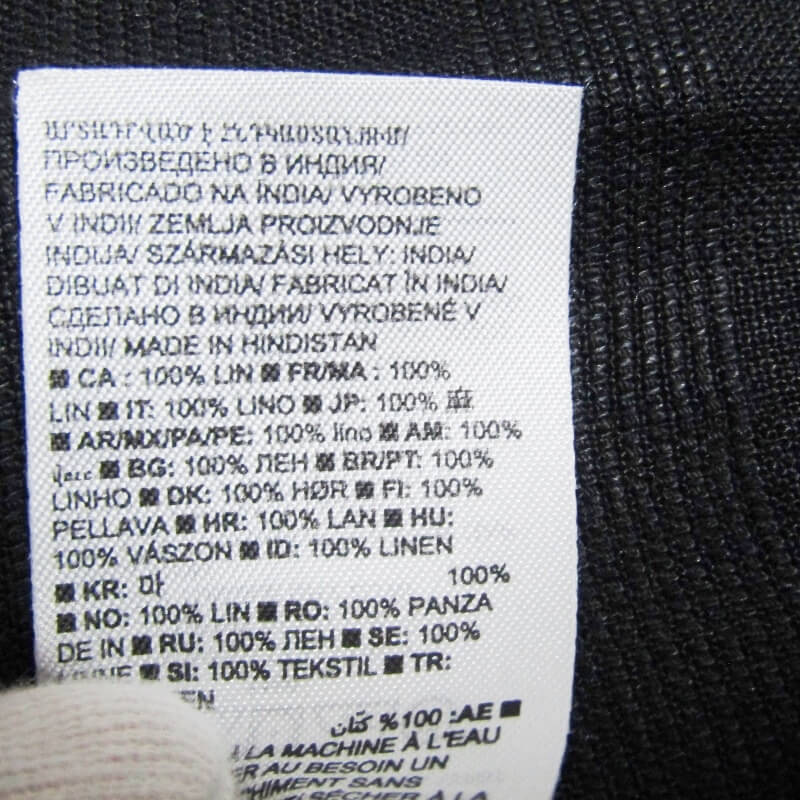 ԱՐՏԱԴՐՎԱԾ Է ՀՆԴԿԱՍՏԱՆՈՒՄ/
ПРОИЗВЕДЕНО В ИНДИЯ/
FABRICADO NA ÍNDIA/ VYROBENO
V INDII/ ZEMLJA PROIZVODNJE
INDIJA/ SZÁRMAZÁSI HELY: INDIA/
DIBUAT DI INDIA/ FABRICAT ÎN INDIA/
СДЕЛАНО В ИНДИИ/ VYROBENÉ V
INDII/ MADE IN HINDISTAN
■ CA : 100% LIN ■ FR/MA : 100%
LIN ■ IT: 100% LINO ■ JP: 100% 麻
■ AR/MX/PA/PE: 100% lino ■ AM: 100%
■ BG: 100% ЛЕН ■ BR/PT: 100%
LINHO ■ DK: 100% HØR ■ FI: 100%
PELLAVA ■ HR: 100% LAN ■ HU:
100% VÁSZON ■ ID: 100% LINEN
■ KR: 마 100%
■ NO: 100% LIN ■ RO: 100% PANZA
DE IN ■ RU: 100% ЛЕН ■ SE: 100%
■ SI: 100% TEKSTIL ■ TR:
■ AE: 100% كتان
LA MACHINE À L'EAU
AU BESOIN UN
SANS
SÉCHER À LA